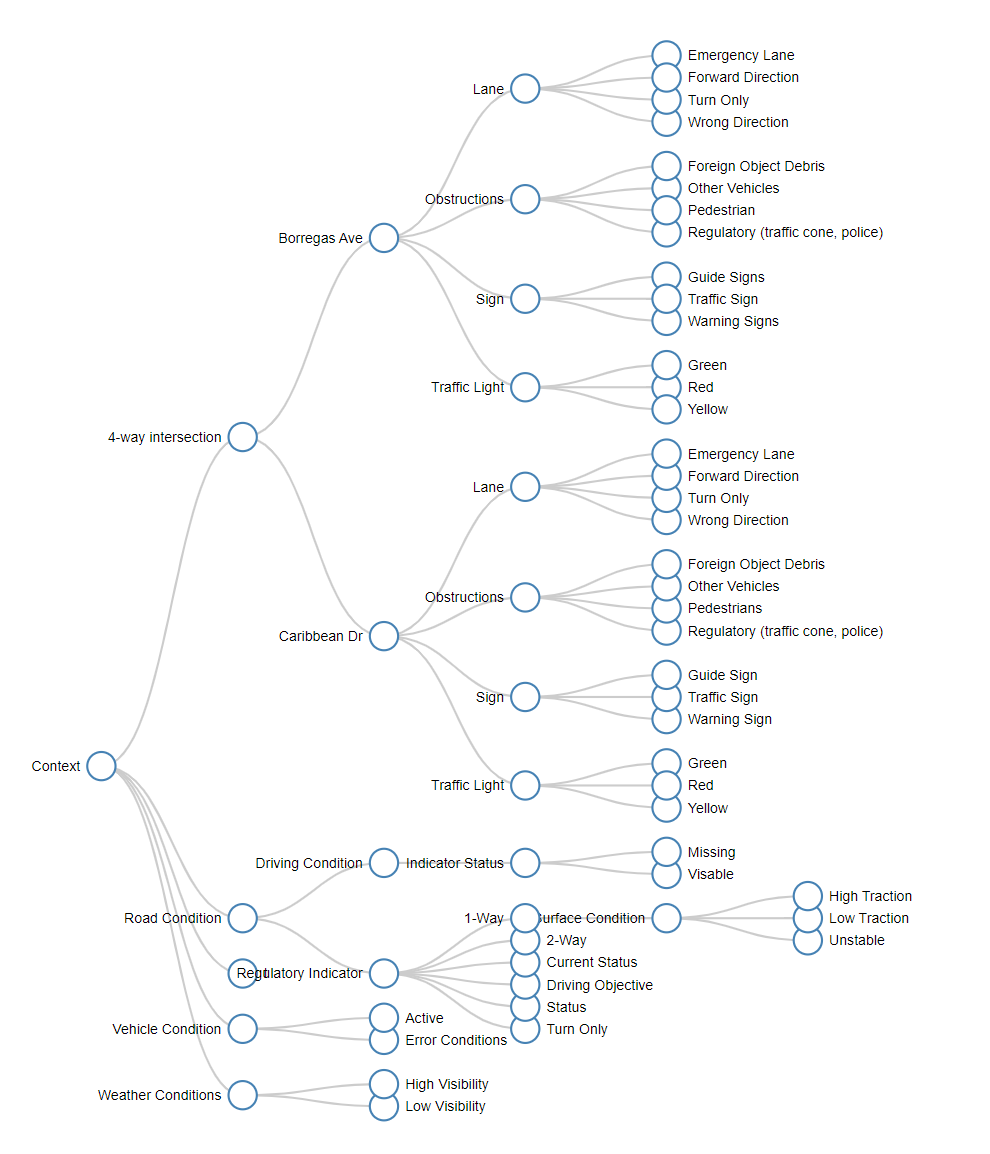 Emergency Lane
Lane
Forward Direction
Turn Only
Wrong Direction
Foreign Object Debris
Other Vehicles
Obstructions
Pedestrian
Regulatory (traffic cone, police)
Borregas Ave
Guide Signs
Sign
Traffic Sign
Warning Signs
Green
Traffic Light
Red
Yellow
4-way intersection
Emergency Lane
Forward Direction
Lane
Turn Only
Wrong Direction
Foreign Object Debris
Other Vehicles
Obstructions
Pedestrians
Regulatory (traffic cone, police)
Caribbean Dr
Guide Sign
Sign
Traffic Sign
Warning Sign
Context
Green
Traffic Light
Red
Yellow
Missing
Driving Condition
Indicator Status
Visable
High Traction
Road Condition
1-Way
Surface Condition
Low Traction
2-Way
Unstable
Current Status
Regulatory Indicator
Driving Objective
Status
Active
Vehicle Condition
Turn Only
Error Conditions
High Visibility
Weather Conditions
Low Visibility